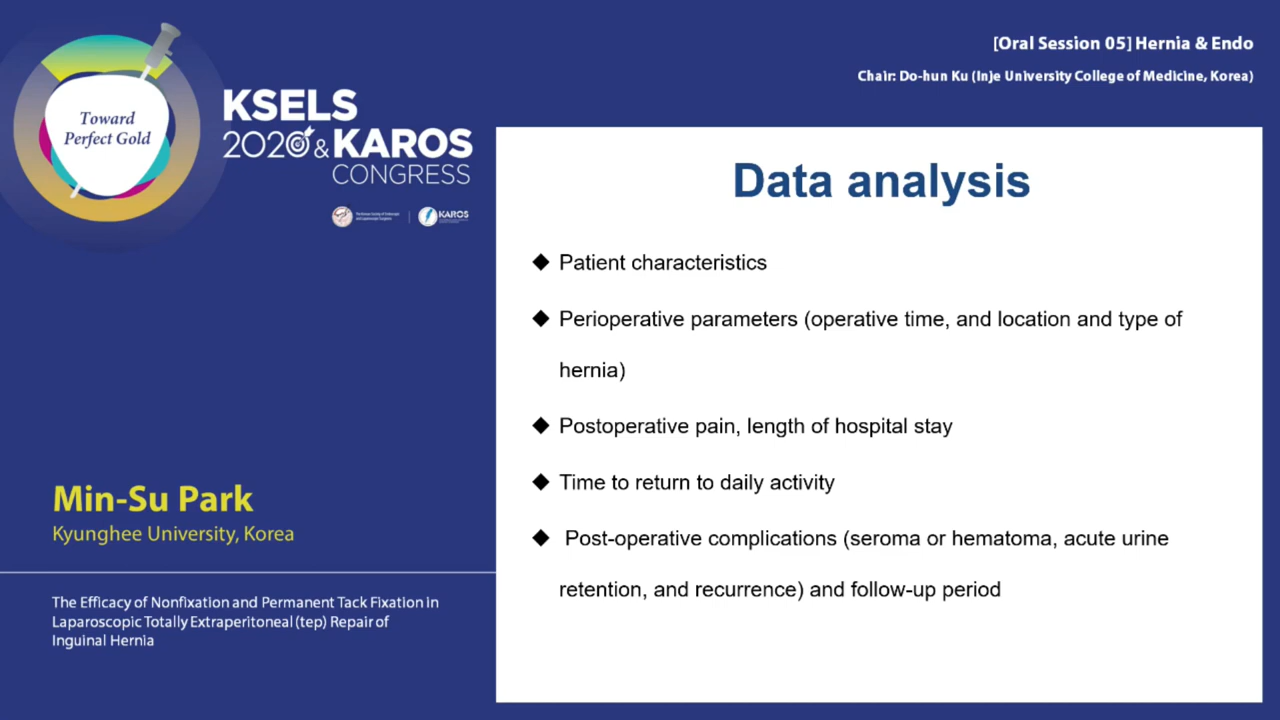 [Oral Session 05] Hernia & Endo
Chair: Do-hun Ku (Inje University College of Medicine, Korea)
Toward
Perfect Gold
KSELS
2020 & KAROS
CONGRESS
KAROS
Data analysis
◆ Patient characteristics
◆ Perioperative parameters (operative time, and location and type of
hernia)
◆ Postoperative pain, length of hospital stay
◆ Time to return to daily activity
◆ Post-operative complications (seroma or hematoma, acute urine
retention, and recurrence) and follow-up period
Min-Su Park
Kyunghee University, Korea
The Efficacy of Nonfixation and Permanent Tack Fixation in
Laparoscopic Totally Extraperitoneal (tep) Repair of
Inguinal Hernia